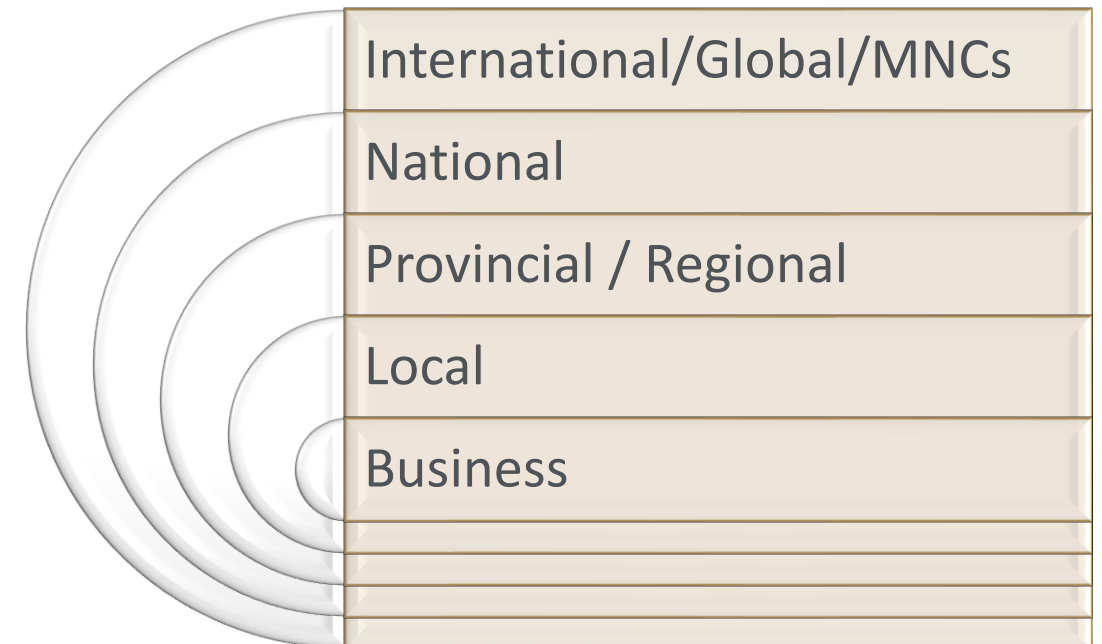 International/Global/MNCs
National
Provincial / Regional
Local
Business